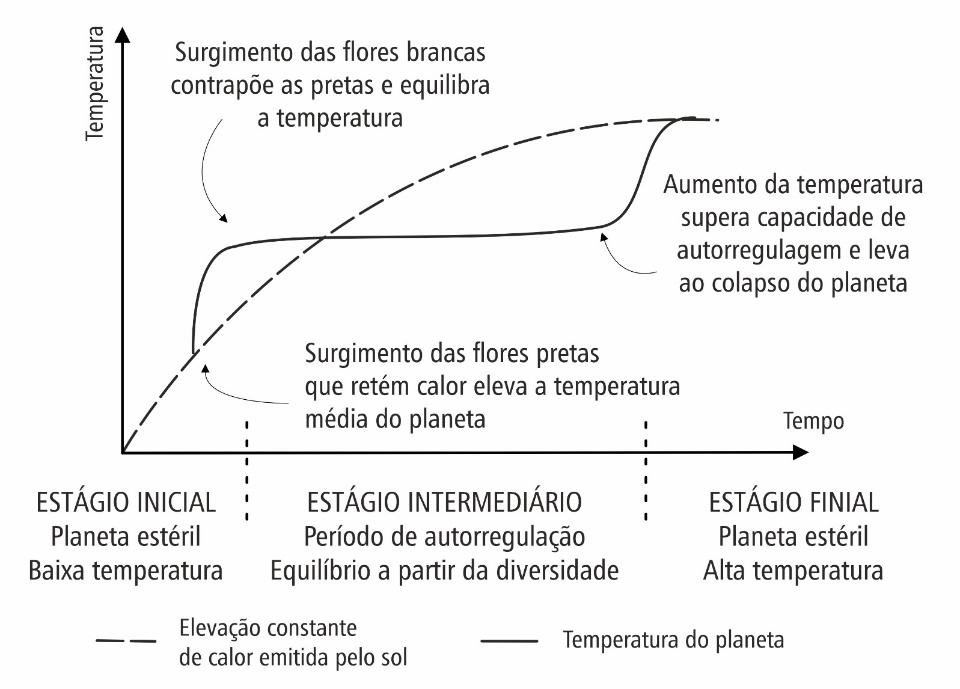 Temperatura
Surgimento das flores brancas
contrapõe as pretas e equilibra
a temperatura
Aumento da temperatura
supera capacidade de
autorregulagem e leva
ao colapso do planeta
Surgimento das flores pretas
que retém calor eleva a temperatura
média do planeta
Tempo
ESTÁGIO INICIAL
Planeta estéril
Baixa temperatura
ESTÁGIO INTERMEDIÁRIO
Período de autorregulação
Equilíbrio a partir da diversidade
ESTÁGIO FINIAL
Planeta estéril
Alta temperatura
Elevação constante
de calor emitida pelo sol
Temperatura do planeta